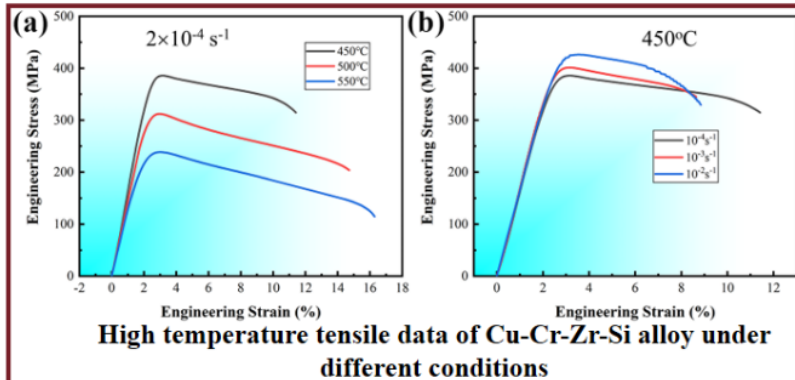 (a)
2×10⁻⁴ s⁻¹
450℃
500℃
550℃
Engineering Stress (MPa)
500
400
300
200
100
0
-2 0 2 4 6 8 10 12 14 16 18
Engineering Strain (%)
(b)
450°C
10⁻⁴s⁻¹
10⁻³s⁻¹
10⁻²s⁻¹
Engineering Stress (MPa)
500
400
300
200
100
0
0 2 4 6 8 10 12
Engineering Strain (%)
High temperature tensile data of Cu-Cr-Zr-Si alloy under
different conditions